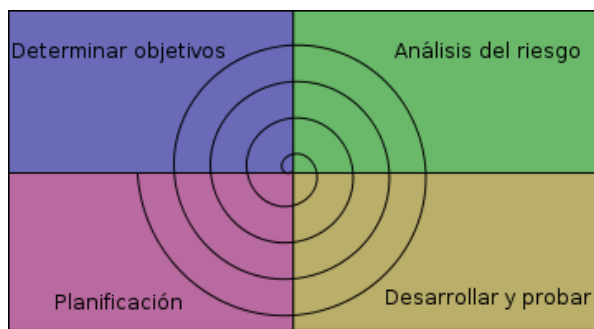 Determinar objetivos
Análisis del riesgo
Planificación
Desarrollar y probar